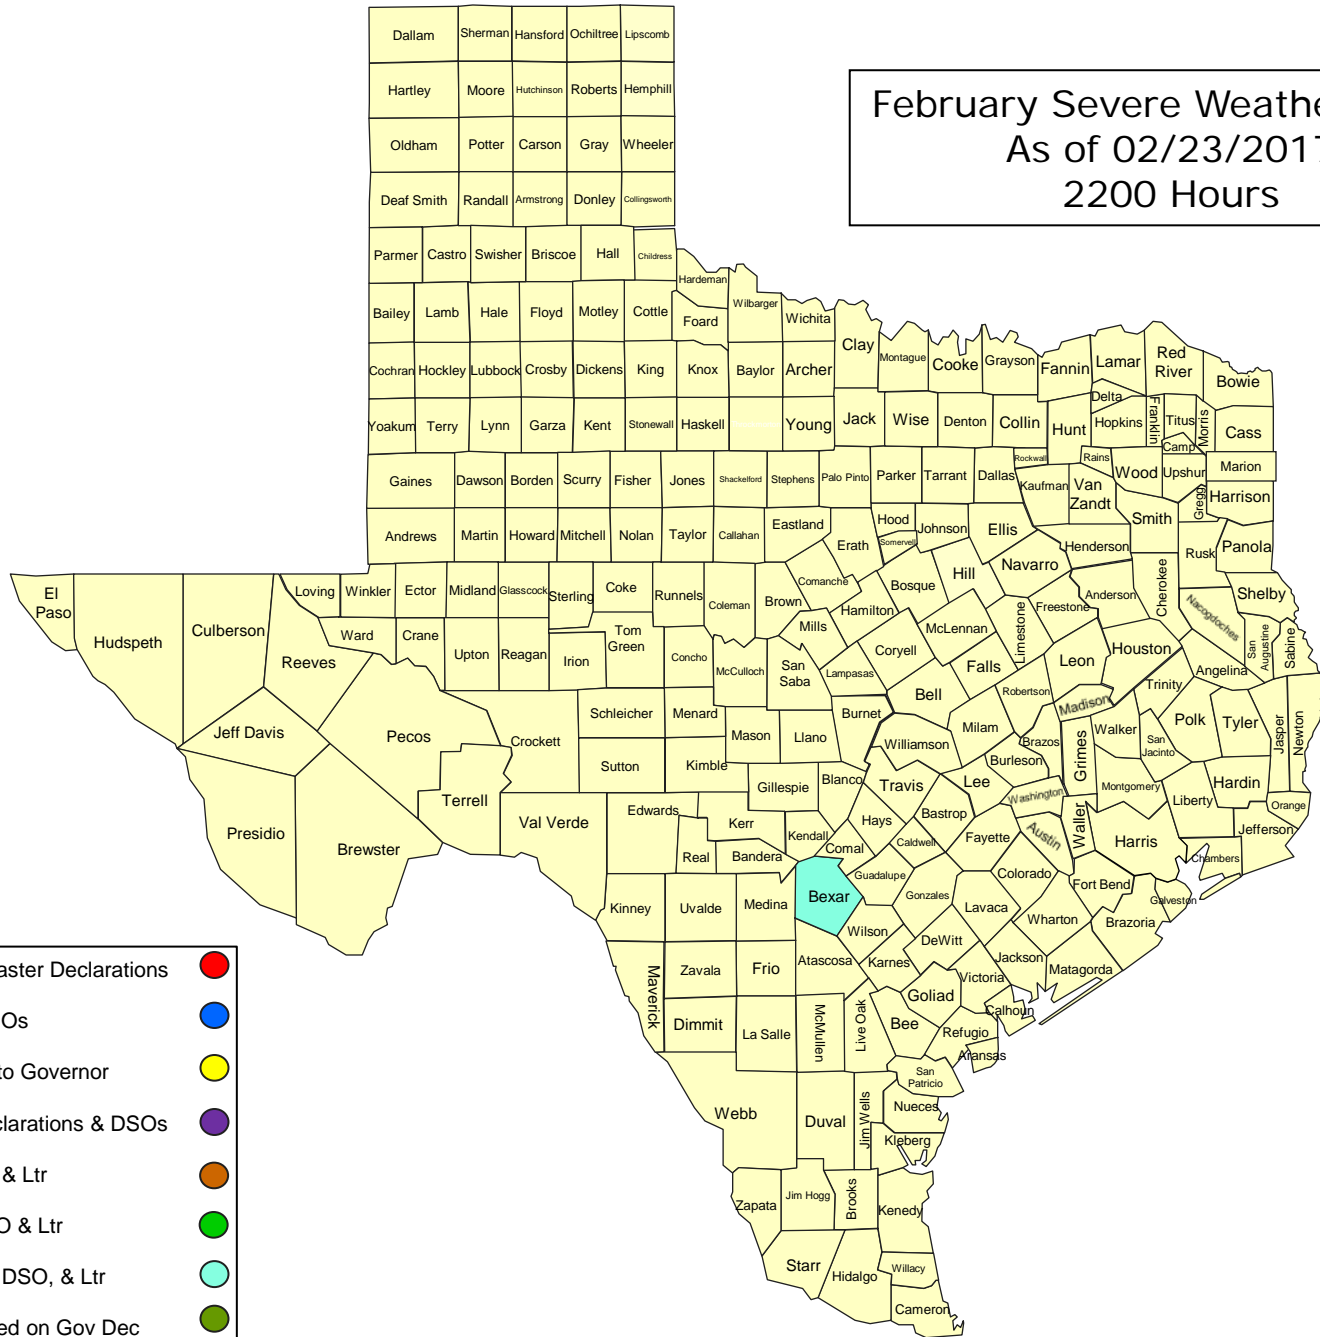 Dallam Sherman Hansford Ochiltree Lipscomb
Hartley Moore Hutchinson Roberts Hemphill
Oldham Potter Carson Gray Wheeler
Deaf Smith Randall Armstrong Donley Collingsworth
Parmer Castro Swisher Briscoe Hall Childress
February Severe Weathe
As of 02/23/2017
2200 Hours
Hardeman
Bailey Lamb Hale Floyd Motley Cottle Foard Wilbarger Wichita
Clay Montague Cooke Grayson Fannin Lamar Red
River
Bowie
Cochran Hockley Lubbock Crosby Dickens King Knox Baylor Archer
Delta
Yoakum Terry Lynn Garza Kent Stonewall Haskell Young Jack Wise Denton Collin Hunt Hopkins Franklin Titus Morris Cass
Camp
Rockwall Rains
Gaines Dawson Borden Scurry Fisher Jones Shackelford Stephens Palo Pinto Parker Tarrant Dallas Kaufman Van
Zandt
Wood Upshur Marion
Gregg Harrison
Andrews Martin Howard Mitchell Nolan Taylor Callahan Eastland Erath Hood Somervell Johnson Ellis Henderson Smith Rusk Panola
El
Paso
Hudspeth Culberson Loving Winkler Ector Midland Glasscock Sterling Coke Runnels Coleman Brown Comanche Bosque Hill Navarro Anderson Cherokee Shelby
Reeves Ward Crane Upton Reagan Irion Tom
Green
Concho McCulloch San
Saba
Mills Hamilton McLennan Limestone Freestone Nacogdoches San
Augustine
Sabine
Lampasas Coryell Falls Leon Houston Angelina
Jeff Davis Pecos Crockett Schleicher Menard Mason Llano Burnet Bell Milam Robertson Madison Trinity
Walker San
Jacinto
Polk Tyler Jasper Newton
Sutton Kimble Williamson Brazos Grimes Burleson
Presidio Brewster Terrell Val Verde Edwards Gillespie Blanco Travis Lee Washington Montgomery Liberty Hardin Orange
Kerr Kendall Hays Bastrop Austin Waller Harris Jefferson
Real Bandera Comal Caldwell Fayette Chambers
Kinney Uvalde Medina Bexar Guadalupe Gonzales Lavaca Colorado Fort Bend Galveston
Wilson DeWitt Wharton Brazoria
Maverick Zavala Frio Atascosa Karnes Victoria Jackson Matagorda
Dimmit La Salle McMullen Live Oak Bee Goliad Refugio Calhoun
Aransas
San
Patricio
Webb Duval Jim Wells Nueces
Kleberg
Zapata Jim Hogg Brooks Kenedy
Starr Hidalgo Willacy
Cameron
aster Declarations
Os
to Governor
clarations & DSOs
& Ltr
O & Ltr
DSO, & Ltr
ed on Gov Dec